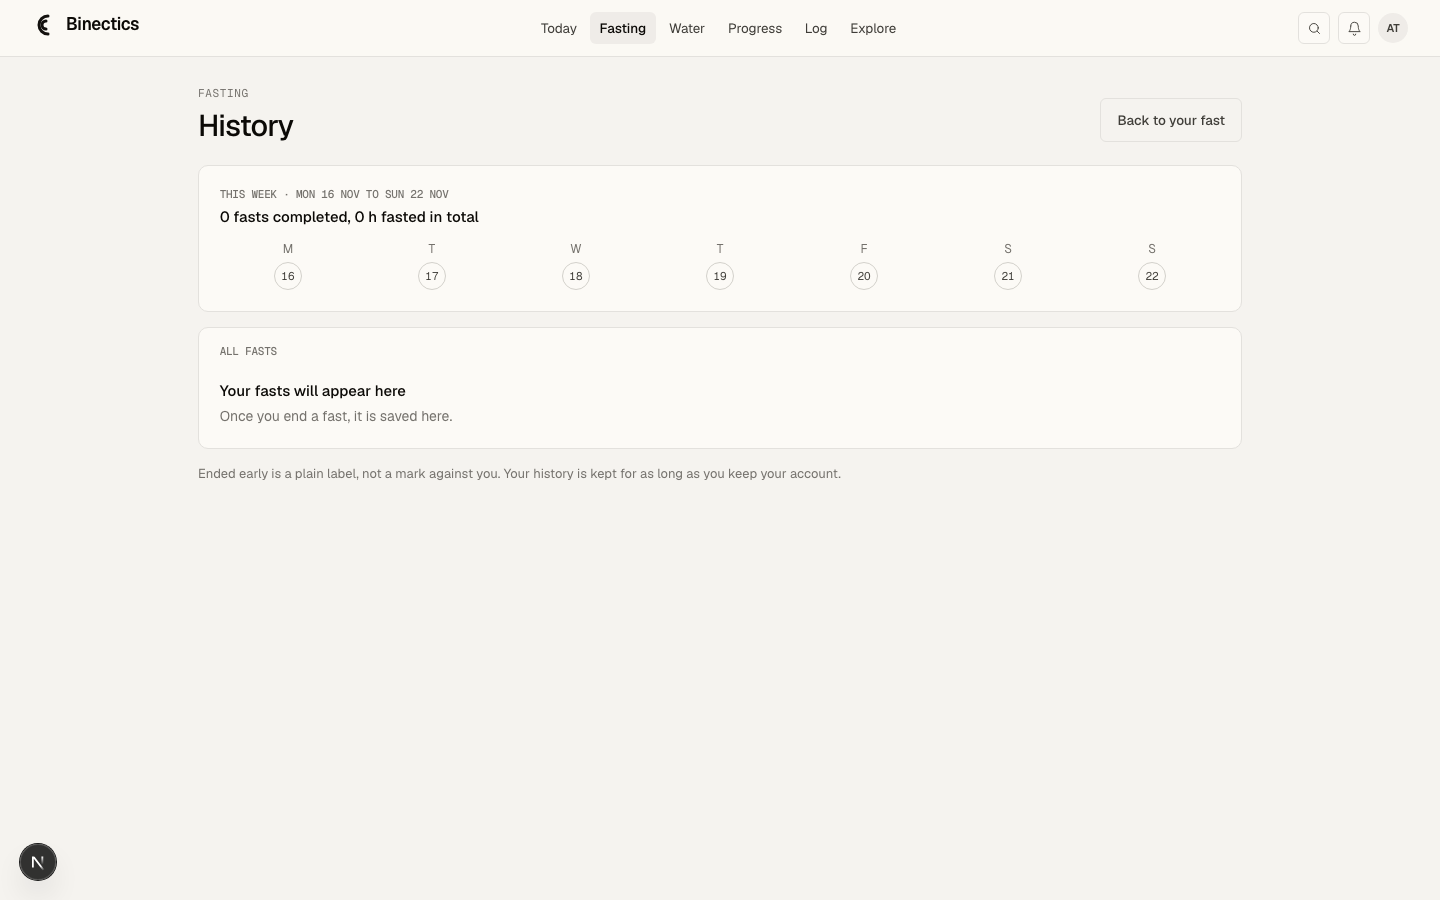 Binectics
Today Fasting Water Progress Log Explore
AT
FASTING
History
Back to your fast
THIS WEEK · MON 16 NOV TO SUN 22 NOV
0 fasts completed, 0 h fasted in total
M T W T F S S
16 17 18 19 20 21 22
ALL FASTS
Your fasts will appear here
Once you end a fast, it is saved here.
Ended early is a plain label, not a mark against you. Your history is kept for as long as you keep your account.
N